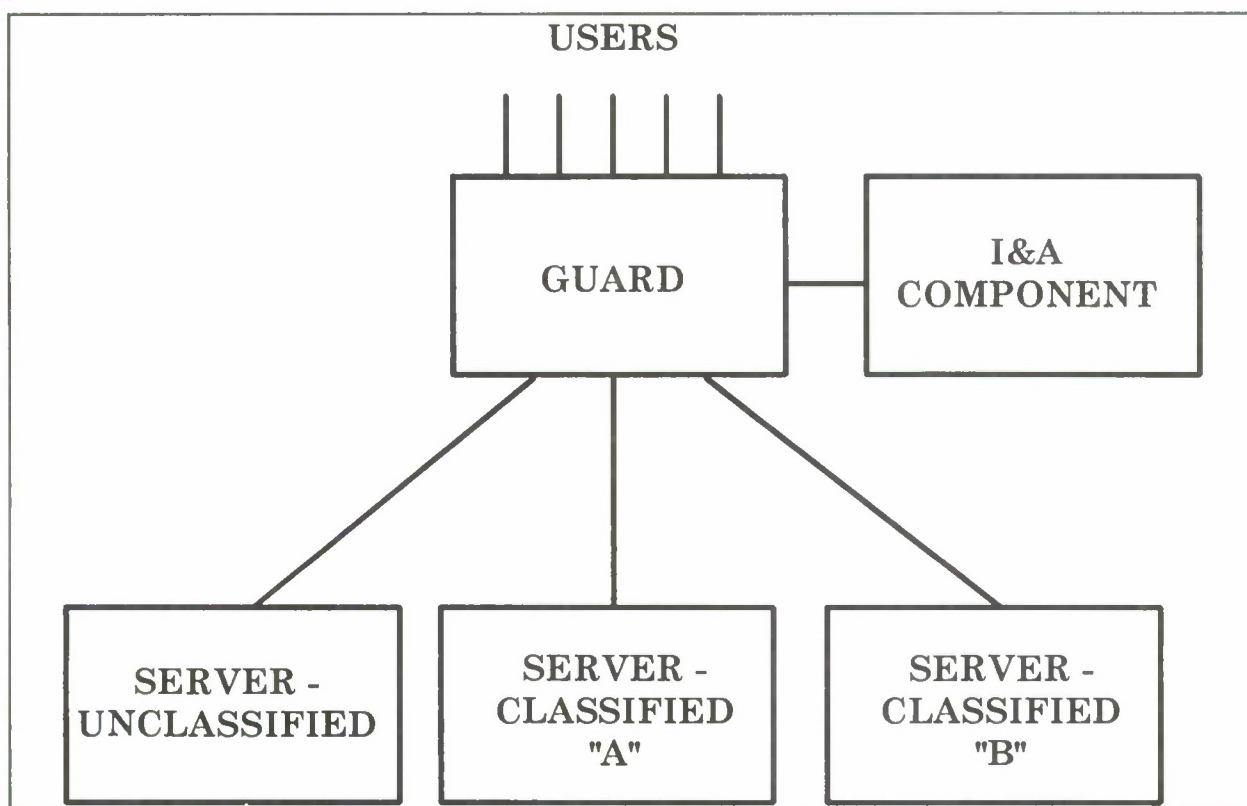 USERS
GUARD
I&A
COMPONENT
SERVER -
UNCLASSIFIED
SERVER -
CLASSIFIED
"A"
SERVER -
CLASSIFIED
"B"